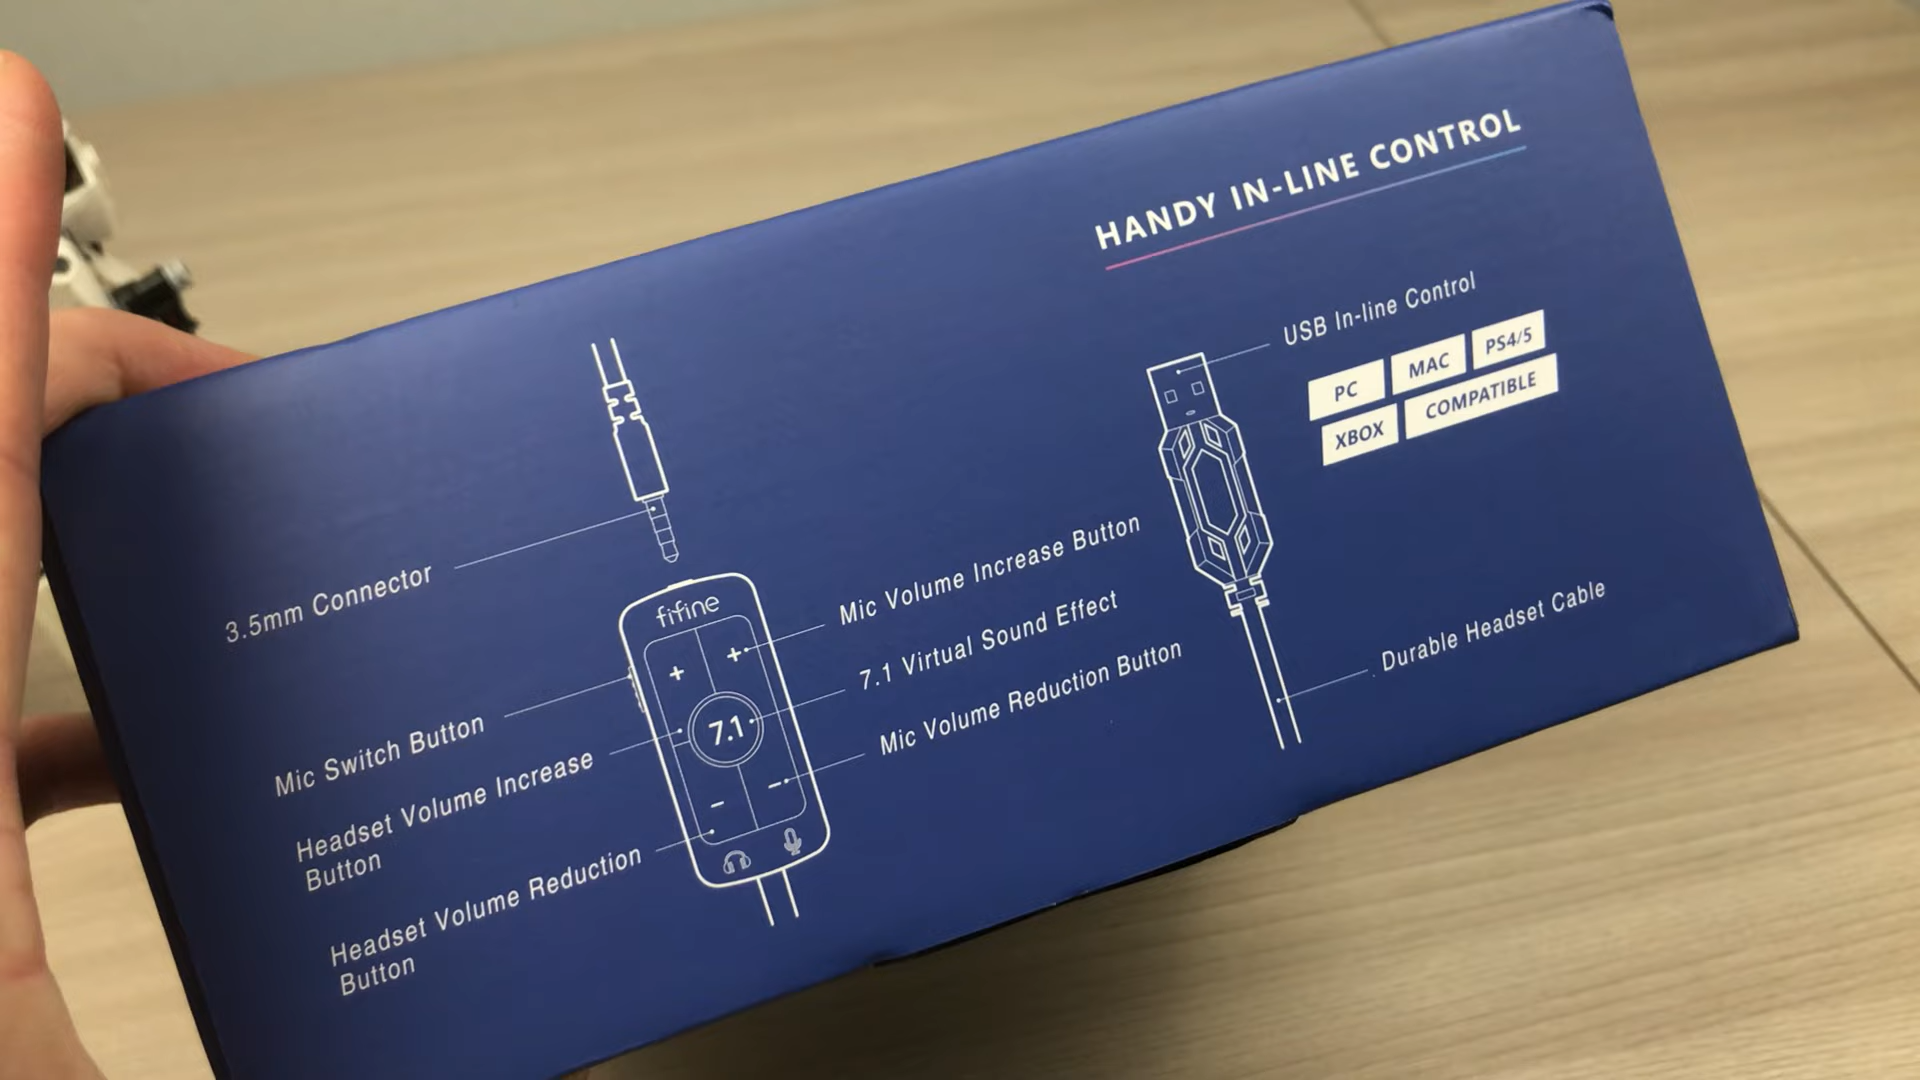 HANDY IN-LINE CONTROL
USB In-line Control
PC MAC PS4/5
XBOX COMPATIBLE
Durable Headset Cable
3.5mm Connector
Mic Switch Button
Headset Volume Increase
Button
Headset Volume Reduction
Button
fifine
+ +
7.1
- -
Mic Volume Increase Button
7.1 Virtual Sound Effect
Mic Volume Reduction Button